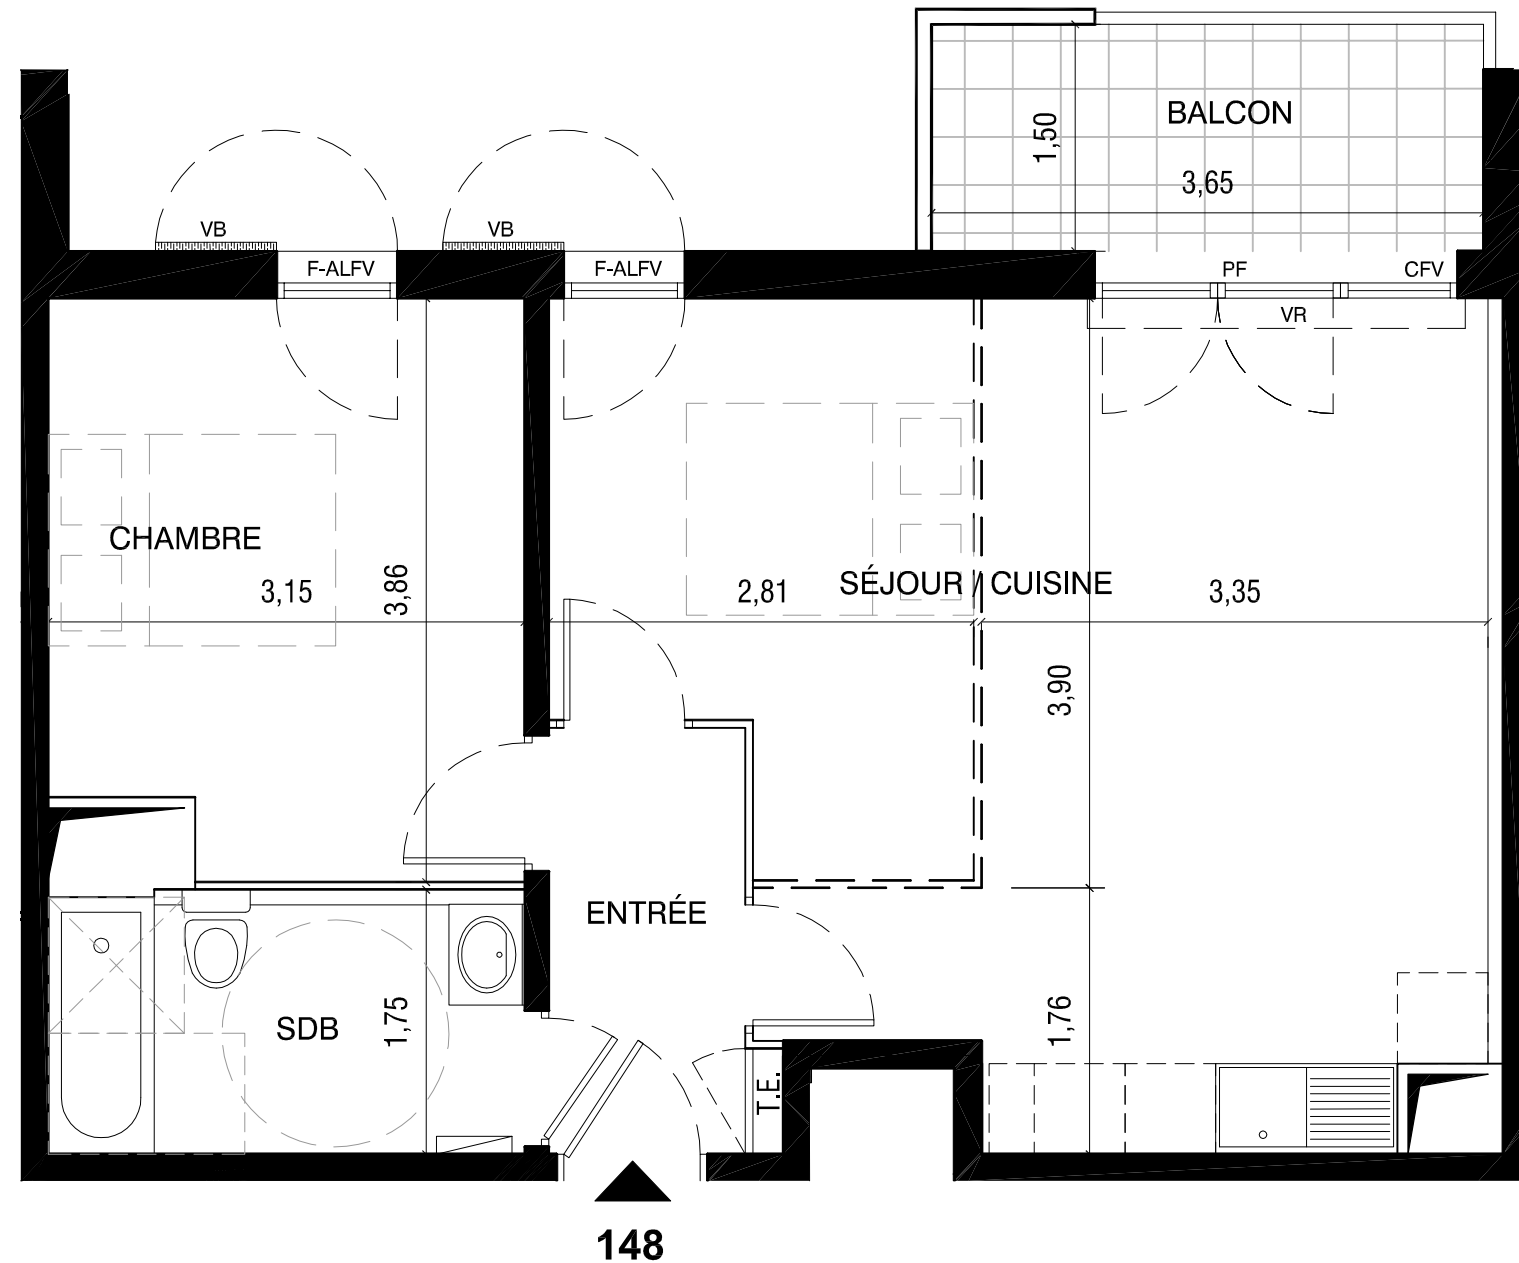 BALCON
1,50
3,65
VB
VB
F-ALFV
F-ALFV
PF
CFV
VR
CHAMBRE
3,15
3,86
2,81
SÉJOUR / CUISINE
3,35
3,90
ENTRÉE
SDB
1,75
1,76
T.E.
148